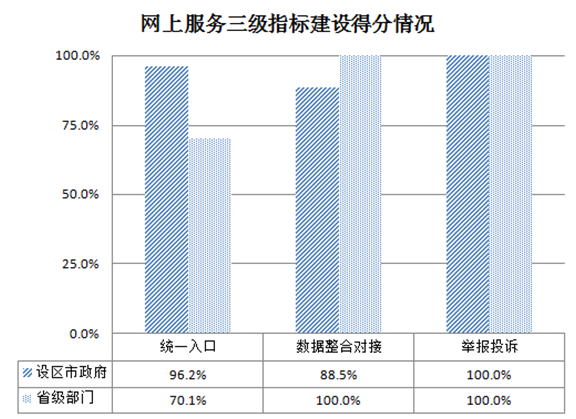 网上服务三级指标建设得分情况
100.0%
75.0%
50.0%
25.0%
0.0%
统一入口 数据整合对接 举报投诉
设区市政府 96.2% 88.5% 100.0%
省级部门 70.1% 100.0% 100.0%